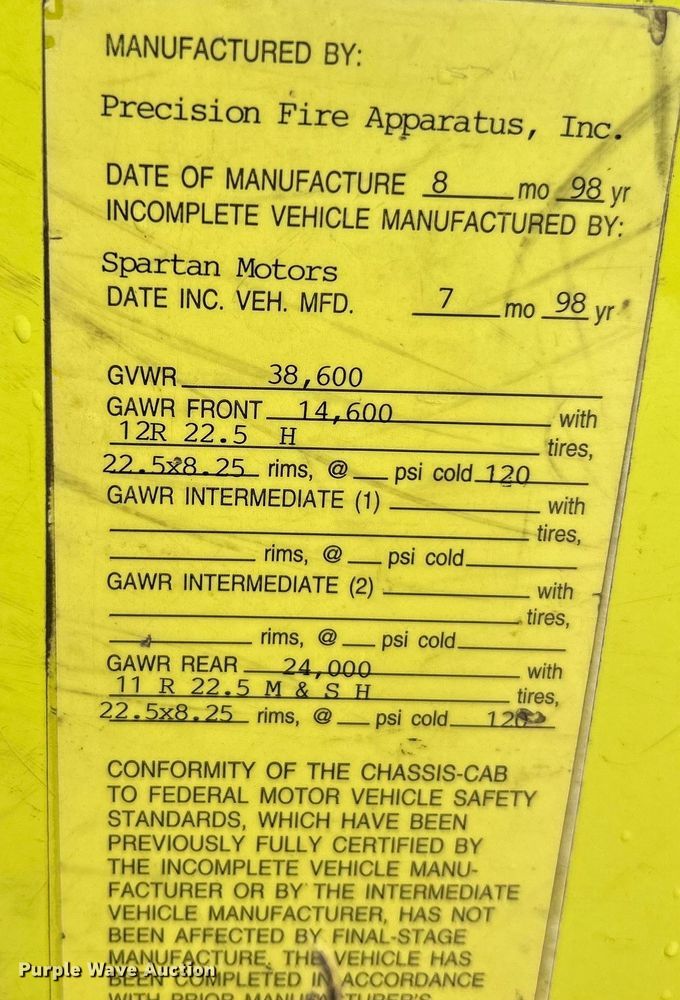 MANUFACTURED BY:
Precision Fire Apparatus, Inc.
DATE OF MANUFACTURE 8 mo 98 yr
INCOMPLETE VEHICLE MANUFACTURED BY:
Spartan Motors
DATE INC. VEH. MFD. 7 mo 98 yr
GVWR 38,600
GAWR FRONT 14,600 with
12R 22.5 H tires,
22.5x8.25 rims, @ psi cold 120
GAWR INTERMEDIATE (1) with
tires,
rims, @ psi cold
GAWR INTERMEDIATE (2) with
tires,
rims, @ psi cold
GAWR REAR 24,000 with
11 R 22.5 M & S H tires,
22.5x8.25 rims, @ psi cold 120
CONFORMITY OF THE CHASSIS-CAB
TO FEDERAL MOTOR VEHICLE SAFETY
STANDARDS, WHICH HAVE BEEN
PREVIOUSLY FULLY CERTIFIED BY
THE INCOMPLETE VEHICLE MANU-
FACTURER OR BY THE INTERMEDIATE
VEHICLE MANUFACTURER, HAS NOT
BEEN AFFECTED BY FINAL-STAGE
MANUFACTURE. THE VEHICLE HAS
Purple Wave Auction
BEEN COMPLETED IN ACCORDANCE
WITH PRIOR MANUFACTURER'S